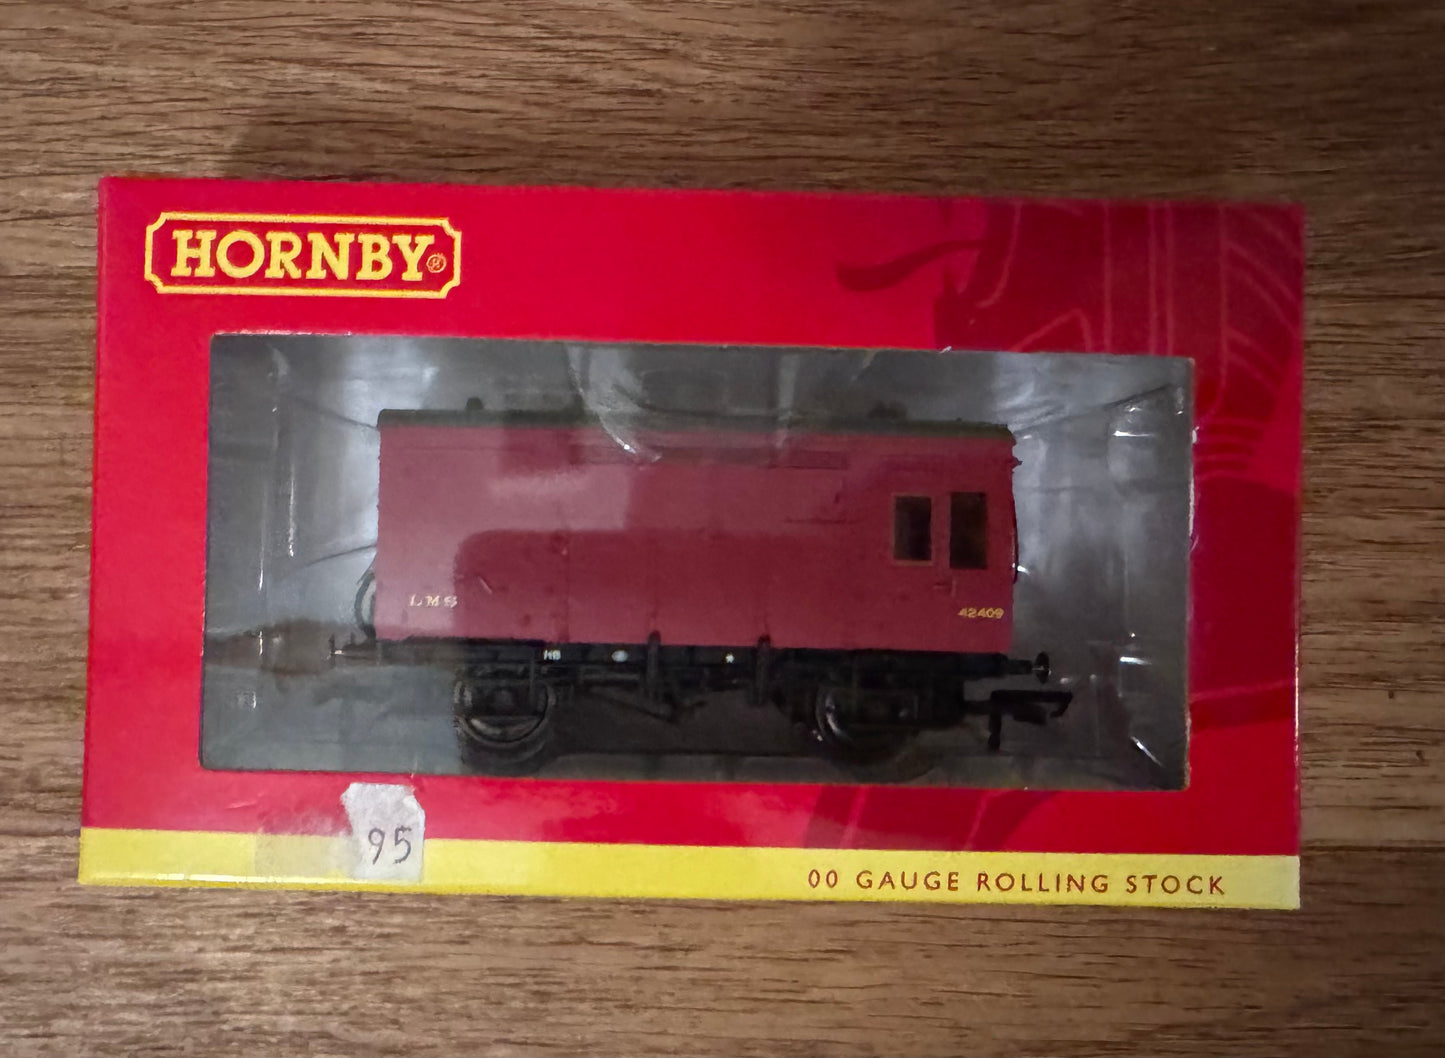 HORNBY®
LMS
42409
HB
95
00 GAUGE ROLLING STOCK